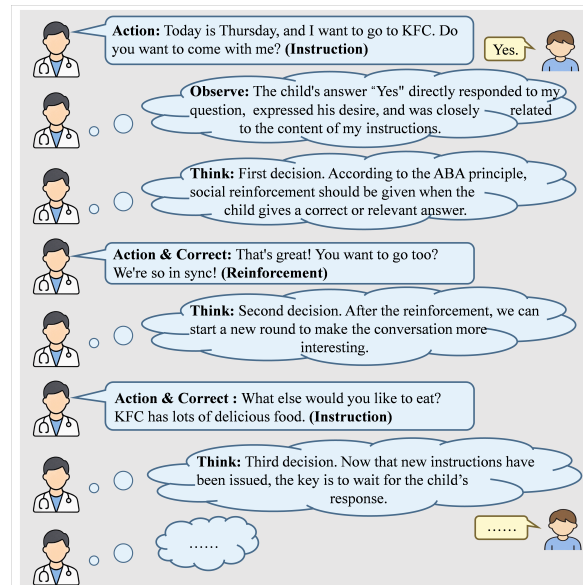 Action: Today is Thursday, and I want to go to KFC. Do
you want to come with me? (Instruction)
Yes.
Observe: The child's answer “Yes" directly responded to my
question, expressed his desire, and was closely related
to the content of my instructions.
Think: First decision. According to the ABA principle,
social reinforcement should be given when the
child gives a correct or relevant answer.
Action & Correct: That's great! You want to go too?
We're so in sync! (Reinforcement)
Think: Second decision. After the reinforcement, we can
start a new round to make the conversation more
interesting.
Action & Correct : What else would you like to eat?
KFC has lots of delicious food. (Instruction)
Think: Third decision. Now that new instructions have
been issued, the key is to wait for the child’s
response.
......
......